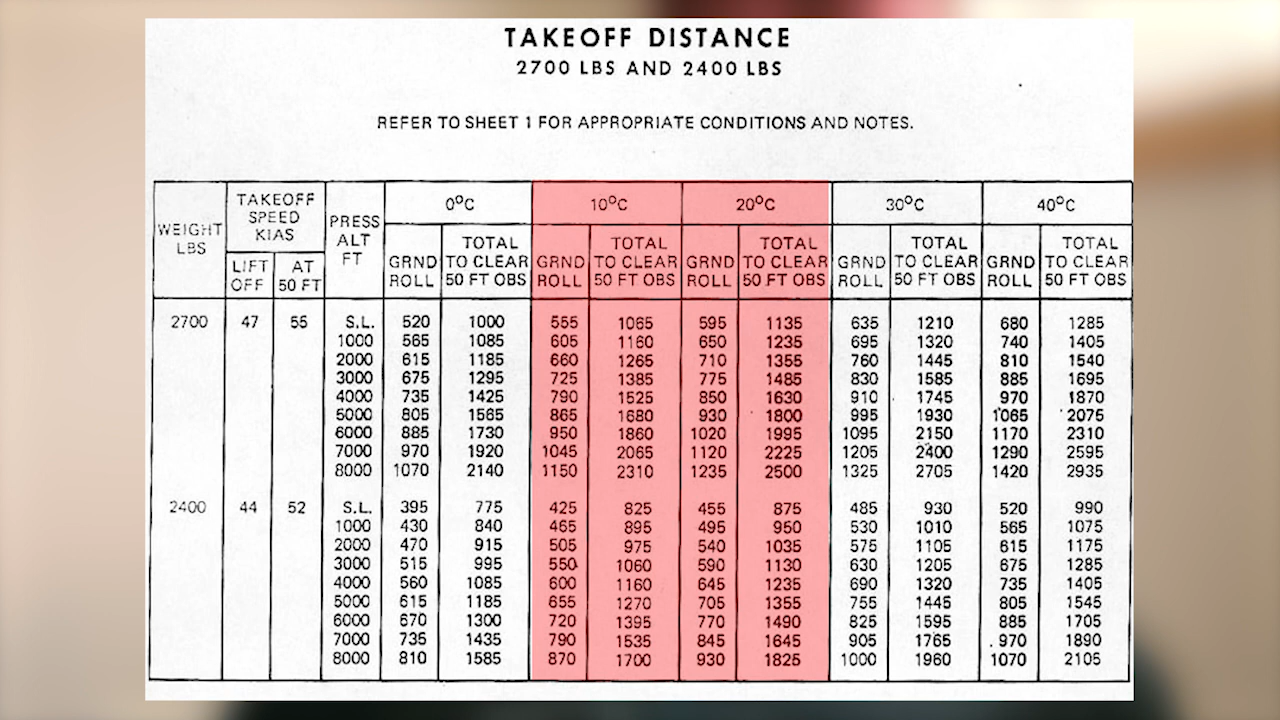 TAKEOFF DISTANCE
2700 LBS AND 2400 LBS
REFER TO SHEET 1 FOR APPROPRIATE CONDITIONS AND NOTES.
WEIGHT LBS | TAKEOFF SPEED KIAS | PRESS ALT FT | 0°C | 10°C | 20°C | 30°C | 40°C
LIFT OFF | AT 50 FT | GRND ROLL | TOTAL TO CLEAR 50 FT OBS | GRND ROLL | TOTAL TO CLEAR 50 FT OBS | GRND ROLL | TOTAL TO CLEAR 50 FT OBS | GRND ROLL | TOTAL TO CLEAR 50 FT OBS | GRND ROLL | TOTAL TO CLEAR 50 FT OBS
2700 47 55 S.L. 520 1000 555 1065 595 1135 635 1210 680 1285
1000 565 1085 605 1160 650 1235 695 1320 740 1405
2000 615 1185 660 1265 710 1355 760 1445 810 1540
3000 675 1295 725 1385 775 1485 830 1585 885 1695
4000 735 1425 790 1525 850 1630 910 1745 970 1870
5000 805 1565 865 1680 930 1800 995 1930 1065 2075
6000 885 1730 950 1860 1020 1995 1095 2150 1170 2310
7000 970 1920 1045 2065 1120 2225 1205 2400 1290 2595
8000 1070 2140 1150 2310 1235 2500 1325 2705 1420 2935
2400 44 52 S.L. 395 775 425 825 455 875 485 930 520 990
1000 430 840 465 895 495 950 530 1010 565 1075
2000 470 915 505 975 540 1035 575 1105 615 1175
3000 515 995 550 1060 590 1130 630 1205 675 1285
4000 560 1085 600 1160 645 1235 690 1320 735 1405
5000 615 1185 655 1270 705 1355 755 1445 805 1545
6000 670 1300 720 1395 770 1490 825 1595 885 1705
7000 735 1435 790 1535 845 1645 905 1765 970 1890
8000 810 1585 870 1700 930 1825 1000 1960 1070 2105